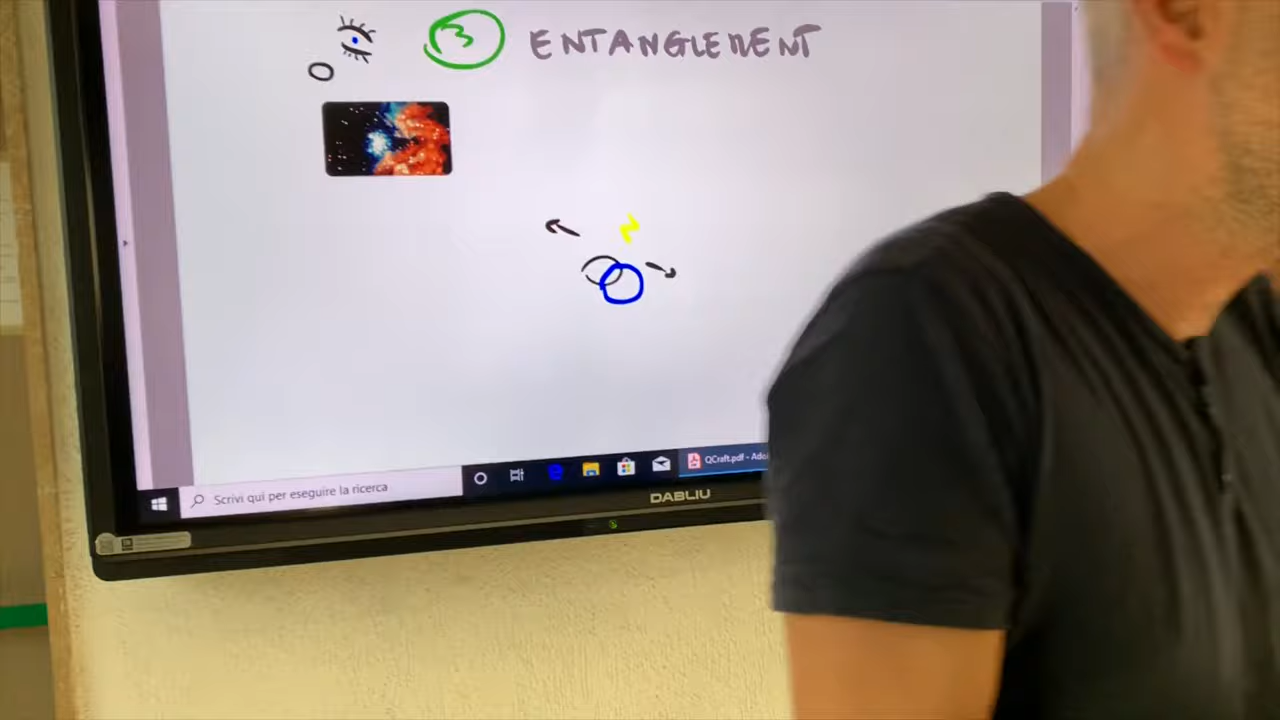 3 ENTANGLEMENT
Scrivi qui per eseguire la ricerca
QCraft.pdf - Ado
DABLIU